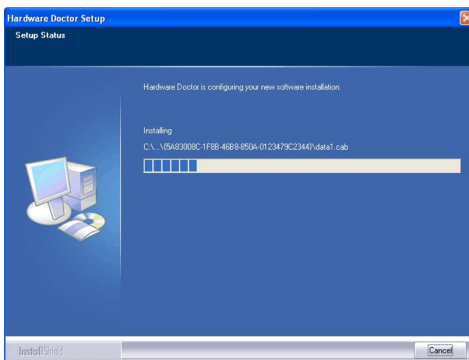 Hardware Doctor Setup
Setup Status
Hardware Doctor is configuring your new software installation.
Installing
C:\...\{5A83008C-1F8B-46B8-850A-0123479C2344}\data1.cab
InstallShield
Cancel